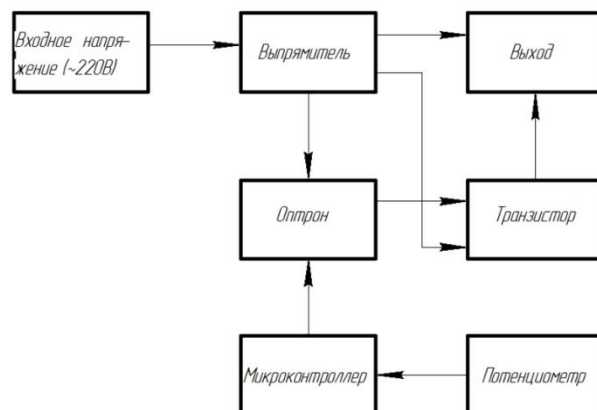 Входное напря-
жение (~220В)
Выпрямитель
Выход
Оптрон
Транзистор
Микроконтроллер
Потенциометр